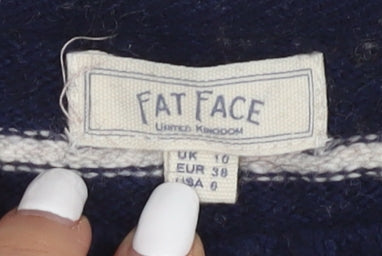 FAT FACE
UNITED KINGDOM
UK 10
EUR 38
USA 6